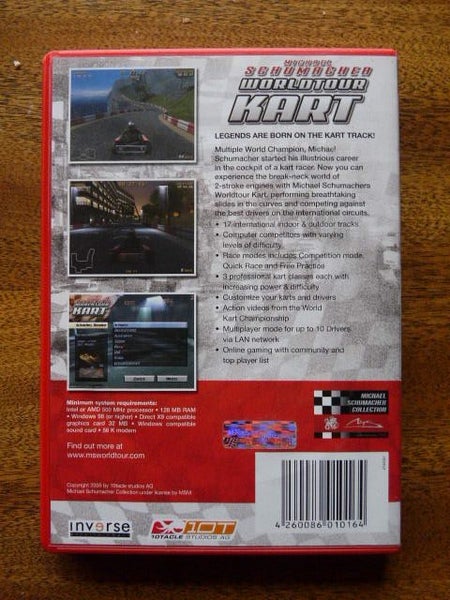 MICHAEL
SCHUMACHER
WORLDTOUR
KART
LEGENDS ARE BORN ON THE KART TRACK!
Multiple World Champion, Michael
Schumacher started his illustrious career
in the cockpit of a kart racer. Now you can
experience the break-neck world of
2-stroke engines with Michael Schumachers
Worldtour Kart, performing breathtaking
slides in the curves and competing against
the best drivers on the international circuits.
• 17 international indoor & outdoor tracks
• Computer competitors with varying
levels of difficulty
• Race modes includes Competition mode,
Quick Race and Free Practice
• 3 professional kart classes each with
increasing power & difficulty
• Customize your karts and drivers
• Action videos from the World
Kart Championship
• Multiplayer mode for up to 10 Drivers
via LAN network
• Online gaming with community and
top player list
KART
Minimum system requirements:
Intel or AMD 500 MHz processor • 128 MB RAM
• Windows 98 (or higher) • Direct X9 compatible
graphics card 32 MB • Windows compatible
sound card • 56 K modem
Find out more at
www.mswortour.com
MICHAEL
SCHUMACHER
COLLECTION
Copyright 2005 by 10tacle studios AG
Michael Schumacher Collection under license by MSM
inverse
10T
10TACLE STUDIOS AG
4 260086 010164